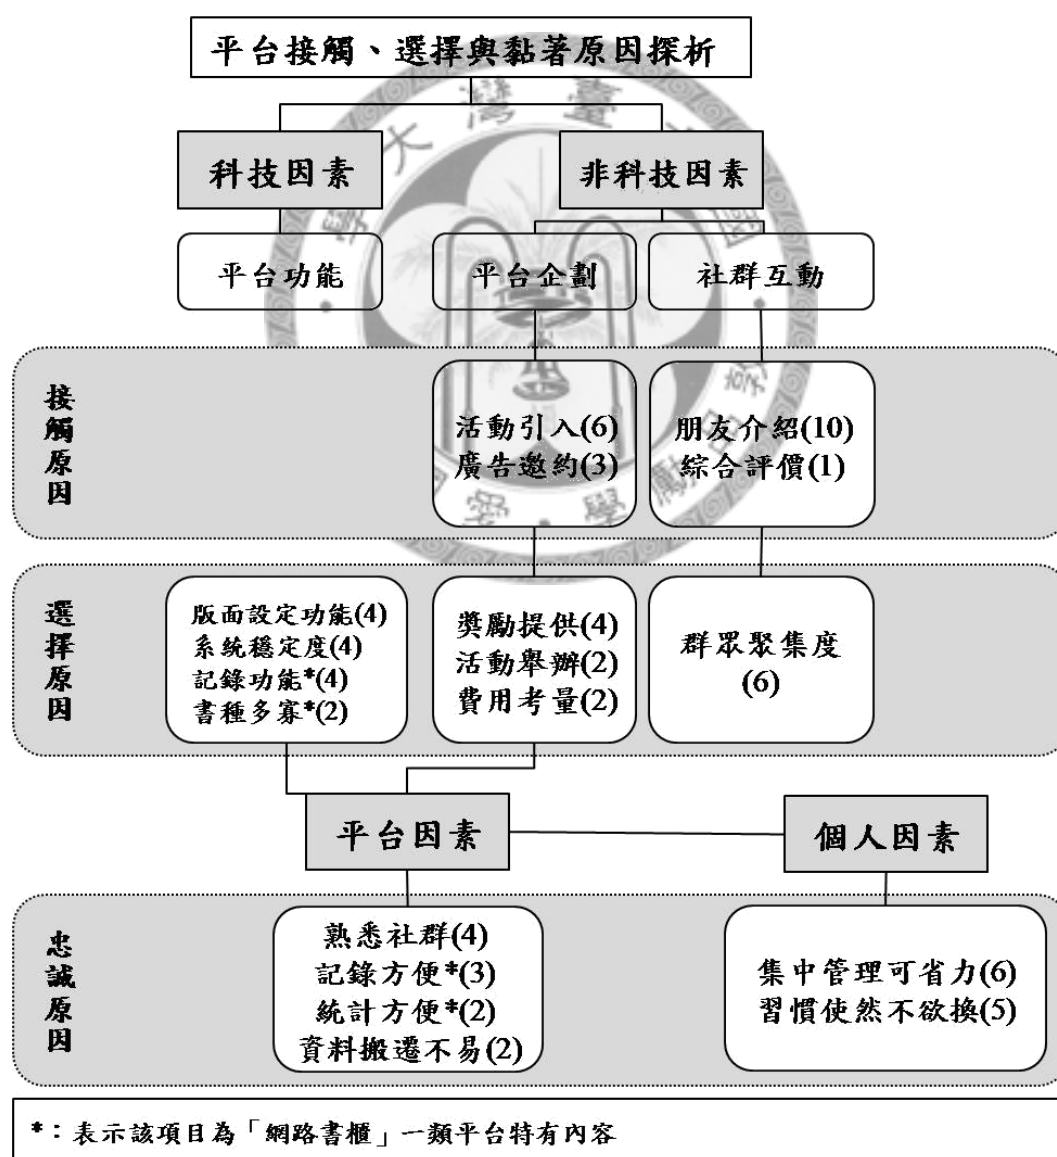 平台接觸、選擇與黏著原因探析
科技因素
非科技因素
平台功能
平台企劃
社群互動
接觸原因
活動引入(6)
廣告邀約(3)
朋友介紹(10)
綜合評價(1)
選擇原因
版面設定功能(4)
系統穩定度(4)
記錄功能*(4)
書種多寡*(2)
獎勵提供(4)
活動舉辦(2)
費用考量(2)
群眾聚集度
(6)
平台因素
個人因素
忠誠原因
熟悉社群(4)
記錄方便*(3)
統計方便*(2)
資料搬遷不易(2)
集中管理可省力(6)
習慣使然不欲換(5)
*：表示該項目為「網路書櫃」一類平台特有內容